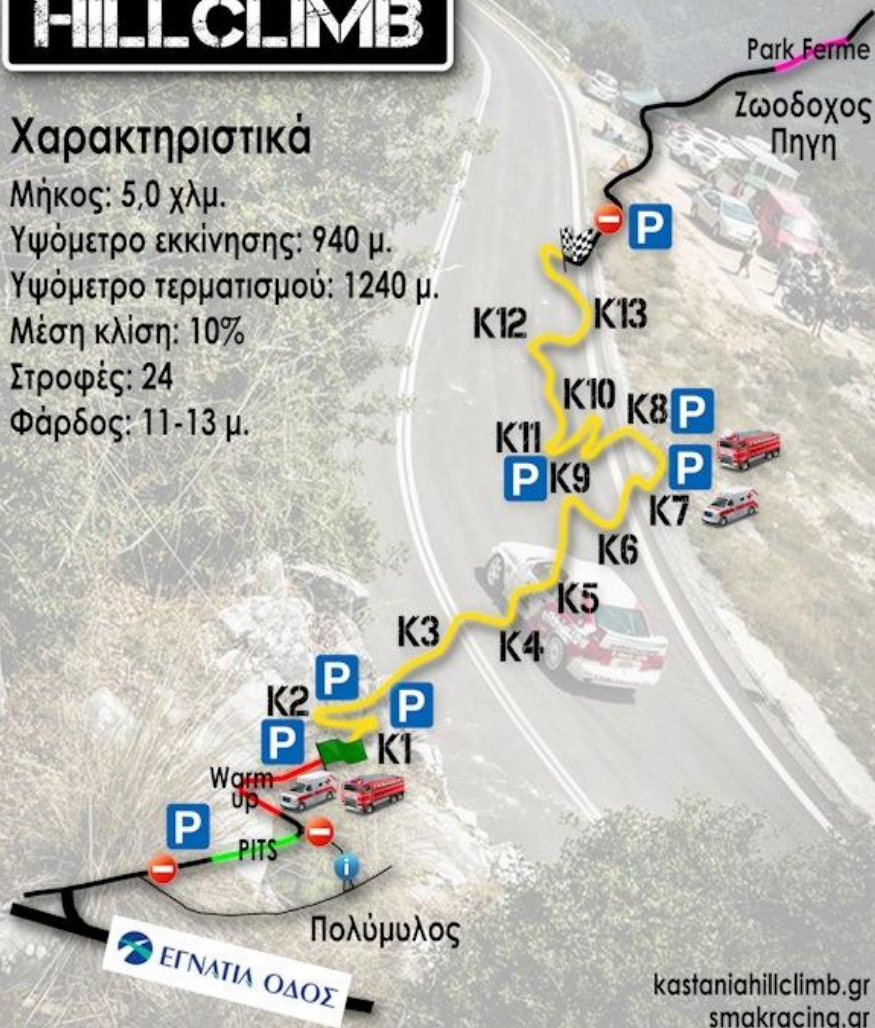 HILLCLIMB
Χαρακτηριστικά
Μήκος: 5,0 χλμ.
Υψόμετρο εκκίνησης: 940 μ.
Υψόμετρο τερματισμού: 1240 μ.
Μέση κλίση: 10%
Στροφές: 24
Φάρδος: 11-13 μ.
Park Ferme
Ζωοδοχος
Πηγη
P
K13
K12
K10
K8 P
K11
P
P K9
K7
K6
K5
K3
K4
P
K2
P
P
K1
Warm
up
P
PITS
i
Πολύμυλος
ΕΓΝΑΤΙΑ ΟΔΟΣ
kastaniahillclimb.gr
smakracing.gr